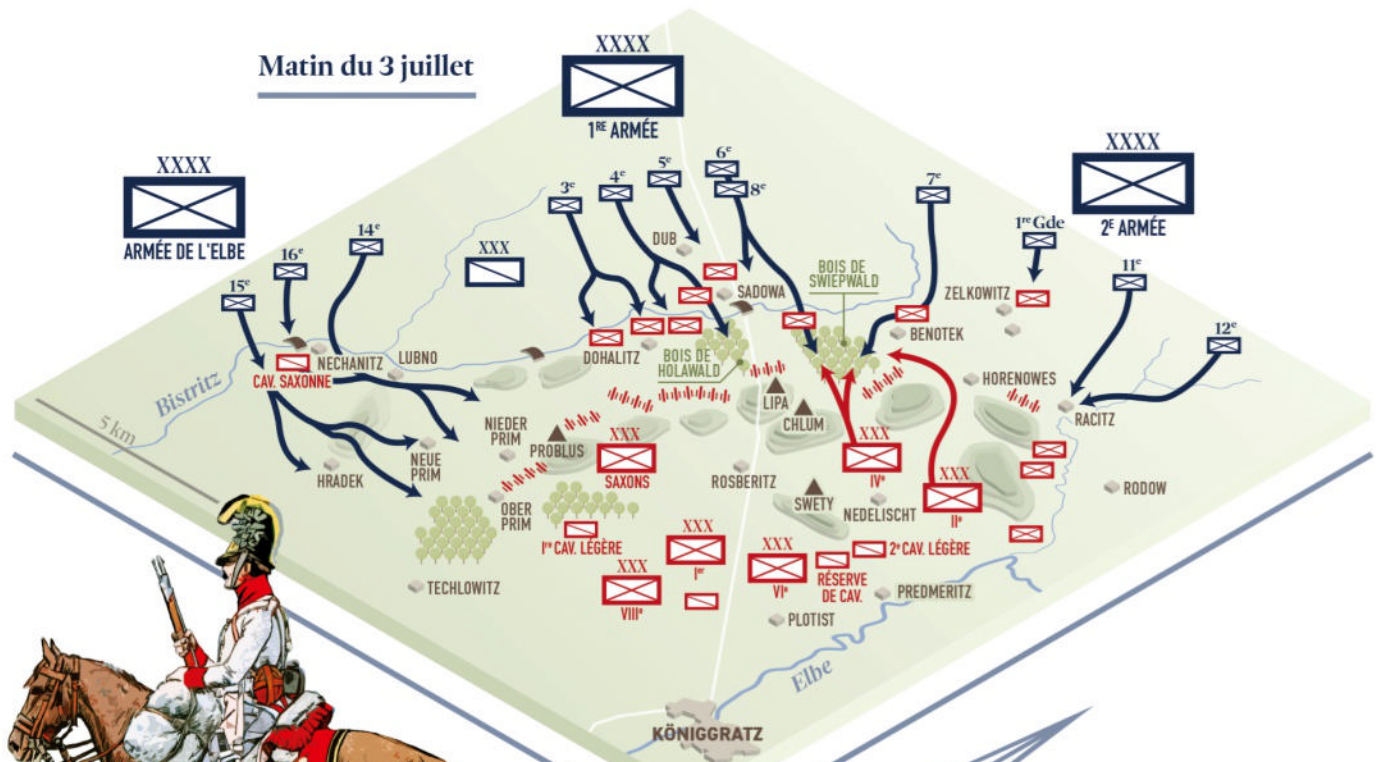 Matin du 3 juillet
XXXX
1RE ARMÉE
XXXX
ARMÉE DE L'ELBE
XXXX
2E ARMÉE
15e
16e
14e
XXX
3e
4e
5e
6e
8e
7e
1re Gde
11e
12e
DUB
SADOWA
BOIS DE
SWIEPWALD
ZELKOWITZ
BENOTEK
NECHANITZ
CAV. SAXONNE
LUBNO
DOHALITZ
BOIS DE
HOLAWALD
HORENOWES
RACITZ
Bistritz
5 km
LIPA
CHLUM
NIEDER
PRIM
PROBLUS
XXX
SAXONS
XXX
IVe
XXX
IIe
HRADEK
NEUE
PRIM
OBER
PRIM
ROSBERITZ
SWETY
NEDELISCHT
RODOW
Ire CAV. LÉGÈRE
XXX
Ier
XXX
VIe
2e CAV. LÉGÈRE
RÉSERVE
DE CAV.
XXX
VIIIe
TECHLOWITZ
PREDMERITZ
PLOTIST
Elbe
KÖNIGGRATZ